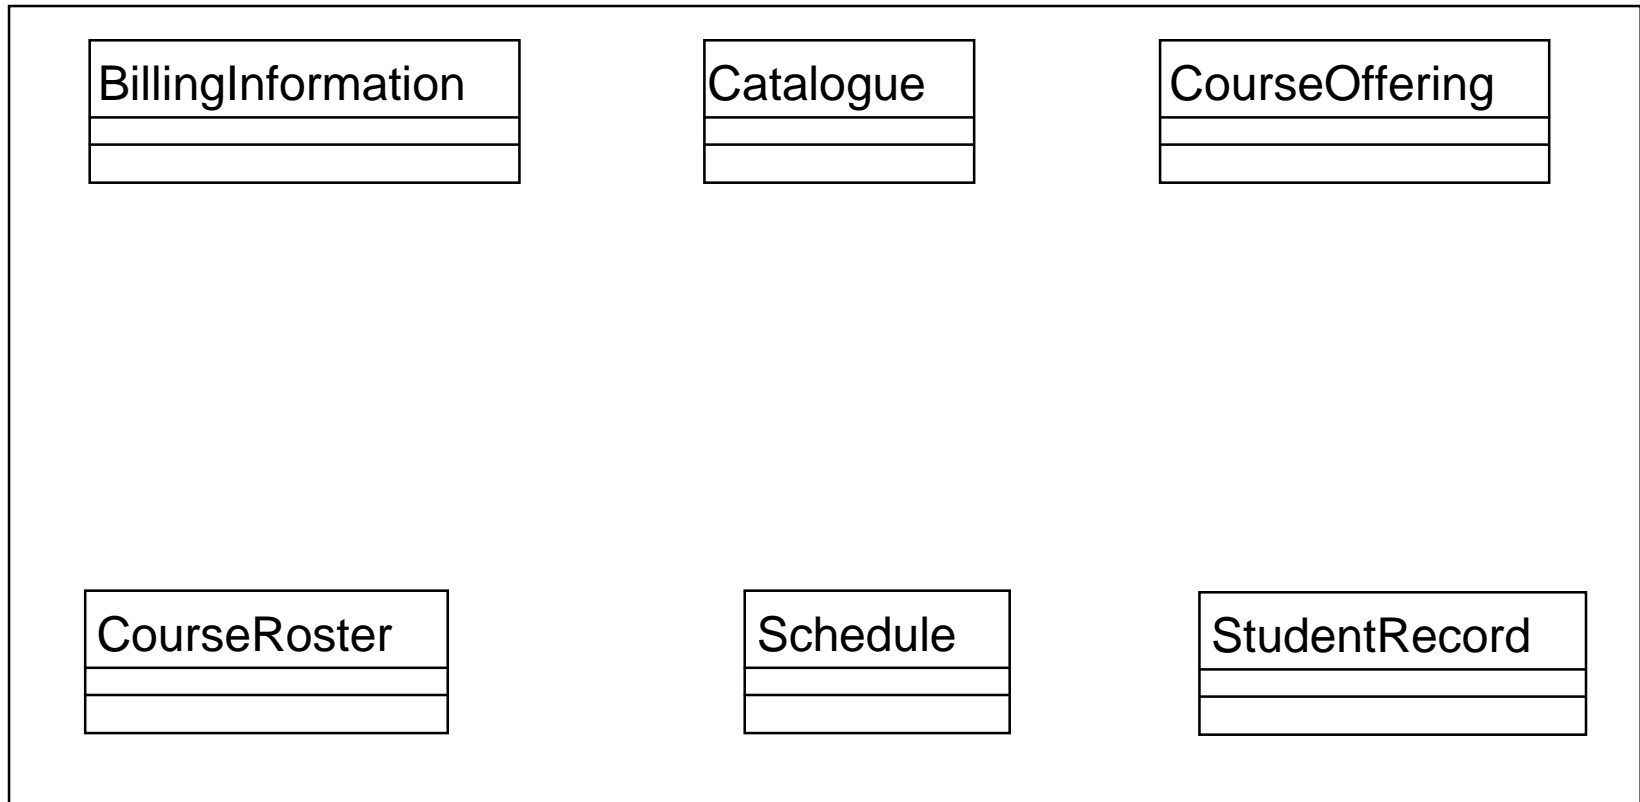 BillingInformation
Catalogue
CourseOffering
CourseRoster
Schedule
StudentRecord